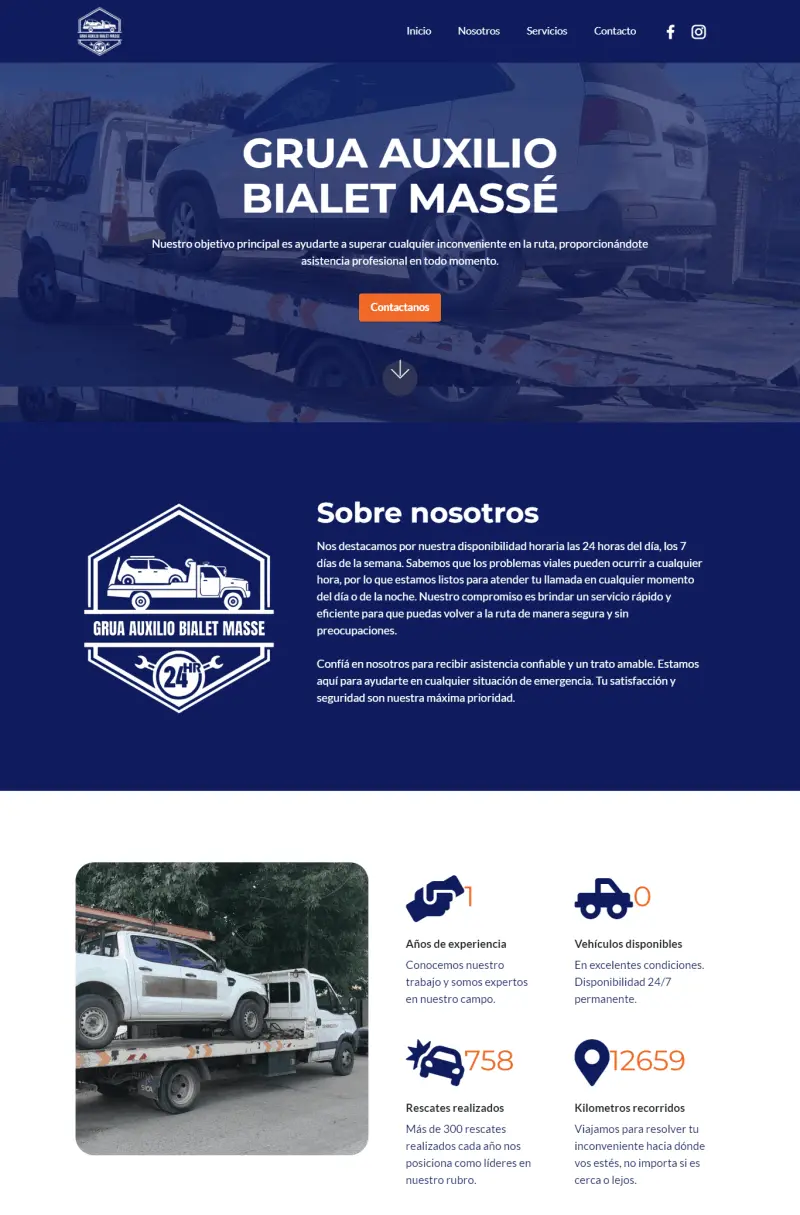 GRUA AUXILIO BIALET MASSE
Inicio
Nosotros
Servicios
Contacto
GRUA AUXILIO
BIALET MASSÉ
Nuestro objetivo principal es ayudarte a superar cualquier inconveniente en la ruta, proporcionándote
asistencia profesional en todo momento.
Contactanos
GRUA AUXILIO BIALET MASSE
24HR
Sobre nosotros
Nos destacamos por nuestra disponibilidad horaria las 24 horas del día, los 7
días de la semana. Sabemos que los problemas viales pueden ocurrir a cualquier
hora, por lo que estamos listos para atender tu llamada en cualquier momento
del día o de la noche. Nuestro compromiso es brindar un servicio rápido y
eficiente para que puedas volver a la ruta de manera segura y sin
preocupaciones.
Confíá en nosotros para recibir asistencia confiable y un trato amable. Estamos
aquí para ayudarte en cualquier situación de emergencia. Tu satisfacción y
seguridad son nuestra máxima prioridad.
1
Años de experiencia
Conocemos nuestro
trabajo y somos expertos
en nuestro campo.
0
Vehículos disponibles
En excelentes condiciones.
Disponibilidad 24/7
permanente.
758
Rescates realizados
Más de 300 rescates
realizados cada año nos
posiciona como líderes en
nuestro rubro.
12659
Kilometros recorridos
Viajamos para resolver tu
inconveniente hacia dónde
vos estés, no importa si es
cerca o lejos.